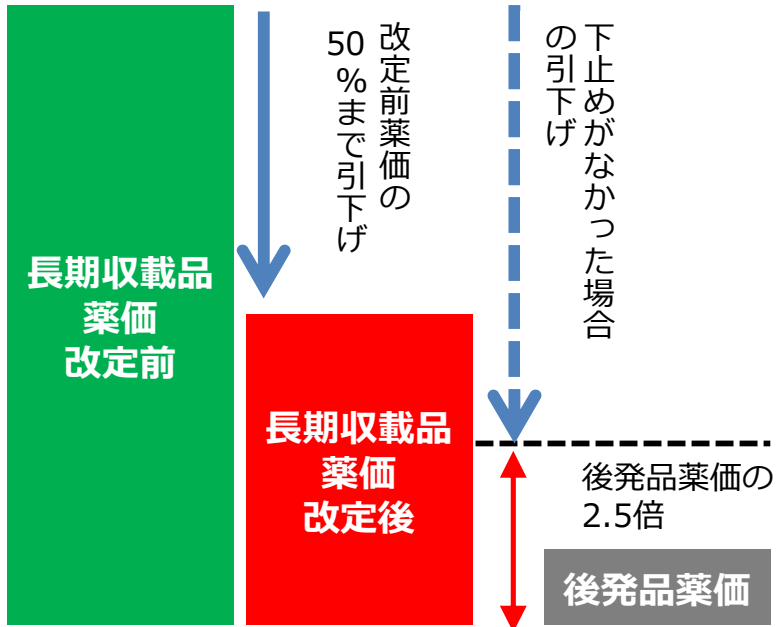 長期収載品
薬価
改定前
改定前薬価の
50%まで引下げ
長期収載品
薬価
改定後
下止めがなかった場合
の引下げ
後発品薬価の
2.5倍
後発品薬価